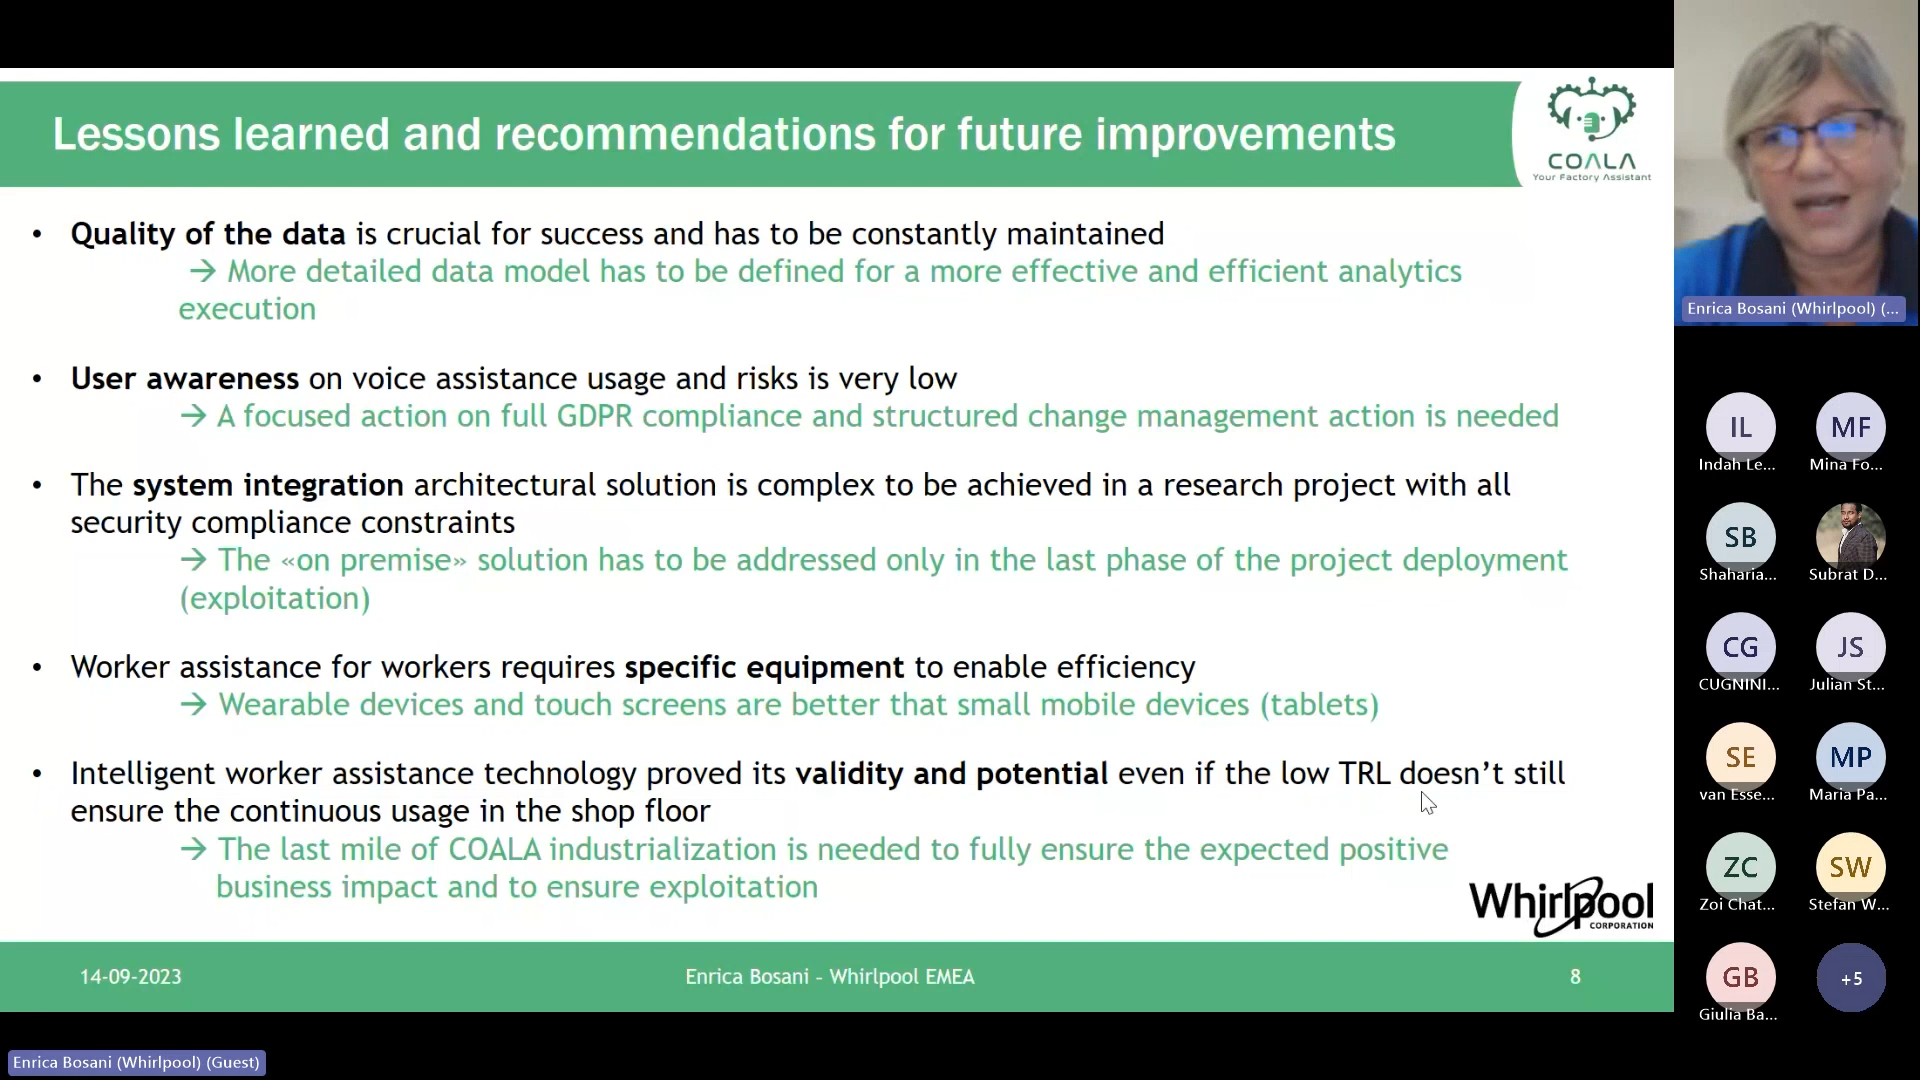 Lessons learned and recommendations for future improvements
COALA
Your Factory Assistant
• Quality of the data is crucial for success and has to be constantly maintained
→ More detailed data model has to be defined for a more effective and efficient analytics
execution
• User awareness on voice assistance usage and risks is very low
→ A focused action on full GDPR compliance and structured change management action is needed
• The system integration architectural solution is complex to be achieved in a research project with all
security compliance constraints
→ The «on premise» solution has to be addressed only in the last phase of the project deployment
(exploitation)
• Worker assistance for workers requires specific equipment to enable efficiency
→ Wearable devices and touch screens are better that small mobile devices (tablets)
• Intelligent worker assistance technology proved its validity and potential even if the low TRL doesn’t still
ensure the continuous usage in the shop floor
→ The last mile of COALA industrialization is needed to fully ensure the expected positive
business impact and to ensure exploitation
Whirlpool
CORPORATION
14-09-2023
Enrica Bosani – Whirlpool EMEA
8
Enrica Bosani (Whirlpool) (Guest)
Enrica Bosani (Whirlpool) (...
IL
Indah Le...
MF
Mina Fo...
SB
Shaharia...
Subrat D...
CG
CUGNINI...
JS
Julian St...
SE
van Esse...
MP
Maria Pa...
ZC
Zoi Chat...
SW
Stefan W...
GB
Giulia Ba...
+5